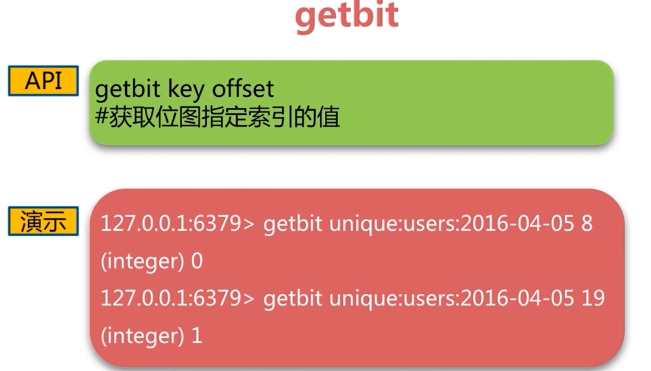 getbit
API
getbit key offset
#获取位图指定索引的值
演示
127.0.0.1:6379> getbit unique:users:2016-04-05 8
(integer) 0
127.0.0.1:6379> getbit unique:users:2016-04-05 19
(integer) 1